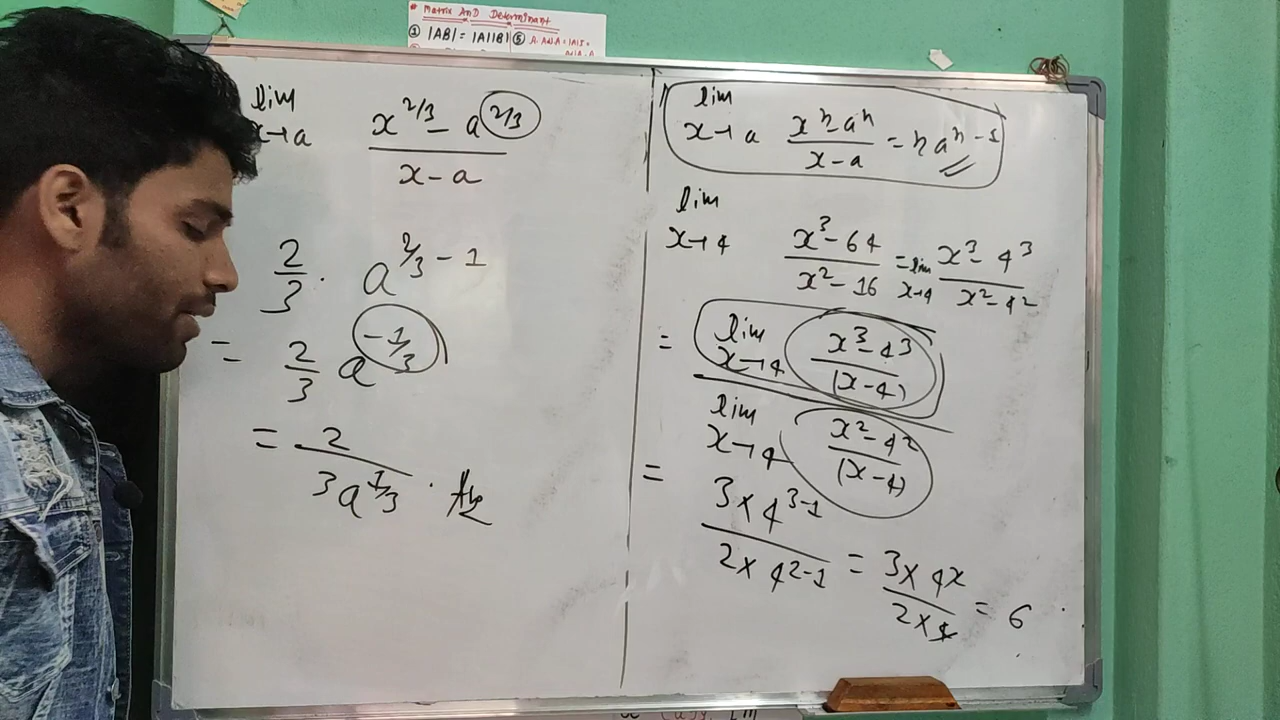 # Matrix AND Determinant
① |AB| = |A||B| ⑤ A. AdjA = |A|I =
lim x→a (x^2/3 - a^2/3)/(x-a)
2/3 · a^2/3 - 1
= 2/3 a^-1/3
= 2/(3a^1/3) . Ans
lim x→a (x^n - a^n)/(x-a) = n a^n-1
lim x→4 (x^3-64)/(x^2-16) = lim x→4 (x^3-4^3)/(x^2-4^2)
= lim x→4 (x^3-4^3)/(x-4)
lim x→4 (x^2-4^2)/(x-4)
= (3×4^3-1)/(2×4^2-1) = (3×4^2)/(2×4) = 6